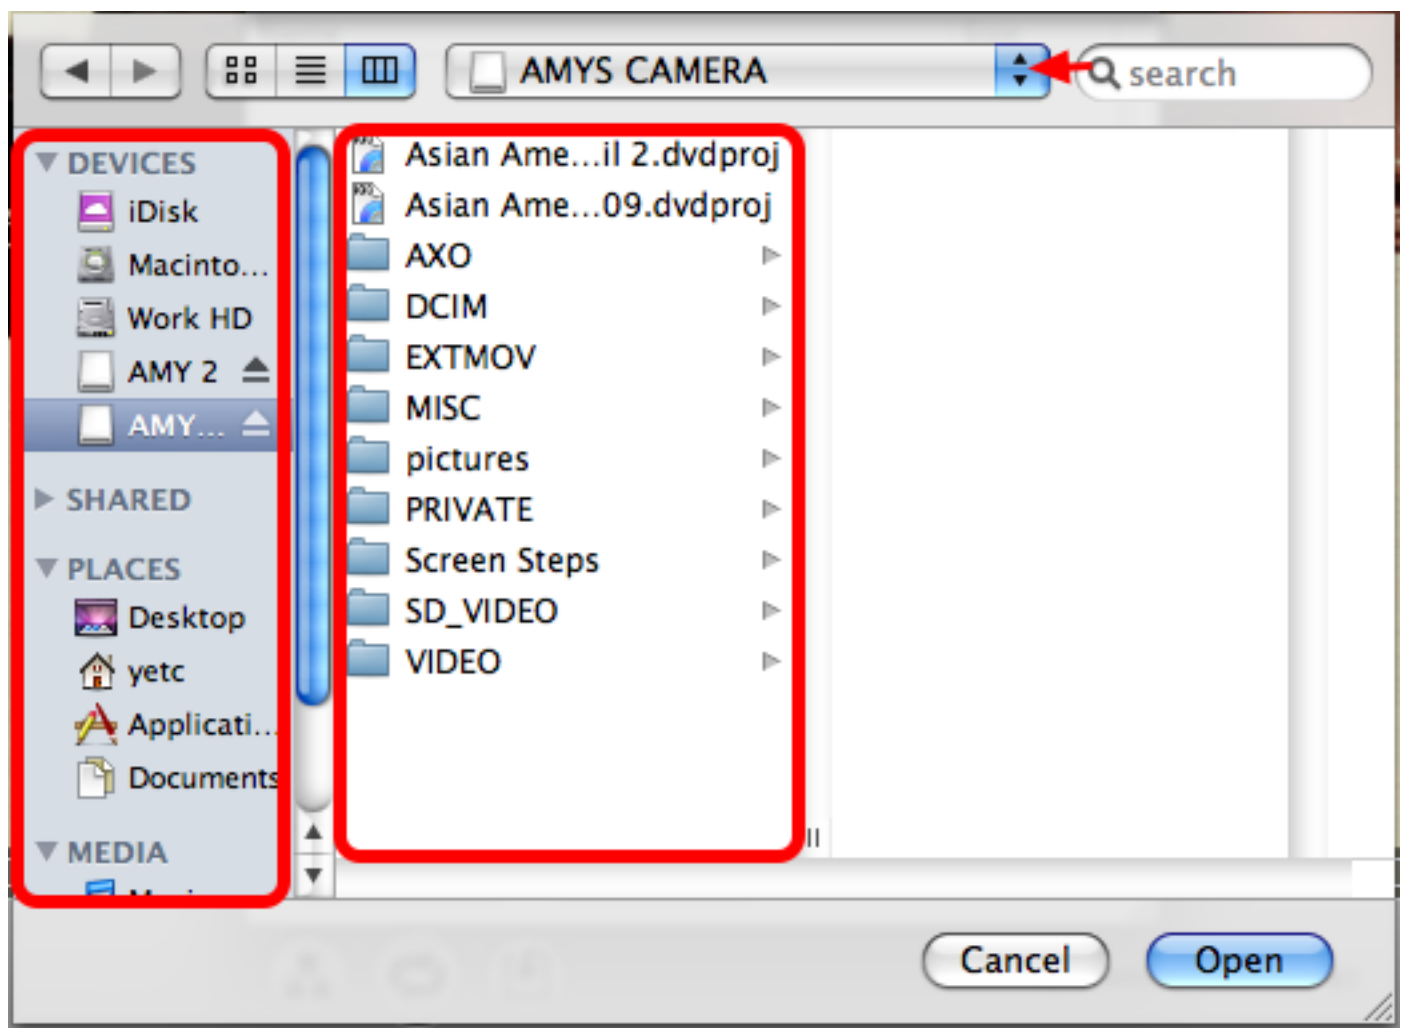 AMYS CAMERA
search
DEVICES
iDisk
Macinto...
Work HD
AMY 2
AMY...
SHARED
PLACES
Desktop
yetc
Applicati...
Documents
MEDIA
Asian Ame...il 2.dvdproj
Asian Ame...09.dvdproj
AXO
DCIM
EXTMOV
MISC
pictures
PRIVATE
Screen Steps
SD_VIDEO
VIDEO
Cancel
Open